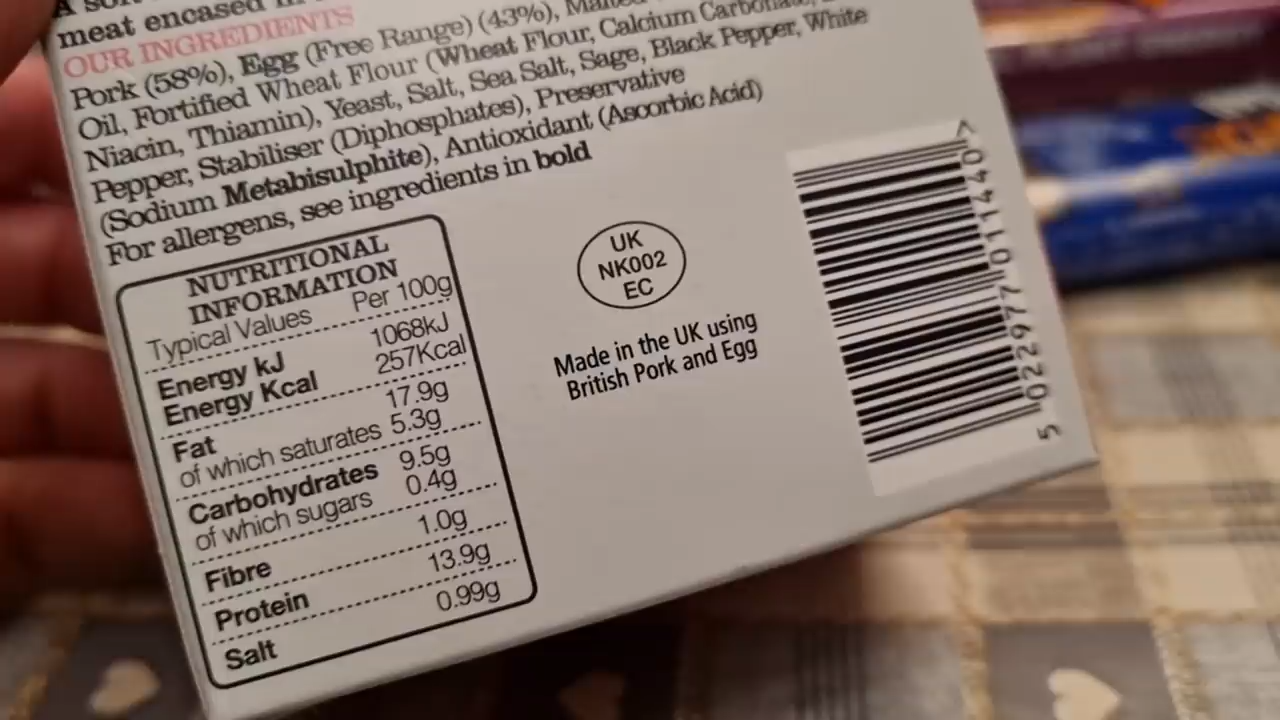 meat encased
OUR INGREDIENTS
Pork (58%), Egg (Free Range) (43%), Malted
Oil, Fortified Wheat Flour (Wheat Flour, Calcium Carbonate,
Niacin, Thiamin), Yeast, Salt, Sea Salt, Sage, Black Pepper, White
Pepper, Stabiliser (Diphosphates), Preservative
(Sodium Metabisulphite), Antioxidant (Ascorbic Acid)
For allergens, see ingredients in bold
NUTRITIONAL
INFORMATION
Typical Values Per 100g
Energy kJ 1068kJ
Energy Kcal 257Kcal
Fat 17.9g
of which saturates 5.3g
Carbohydrates 9.5g
of which sugars 0.4g
Fibre 1.0g
Protein 13.9g
Salt 0.99g
UK
NK002
EC
Made in the UK using
British Pork and Egg
5 022977 011440 >